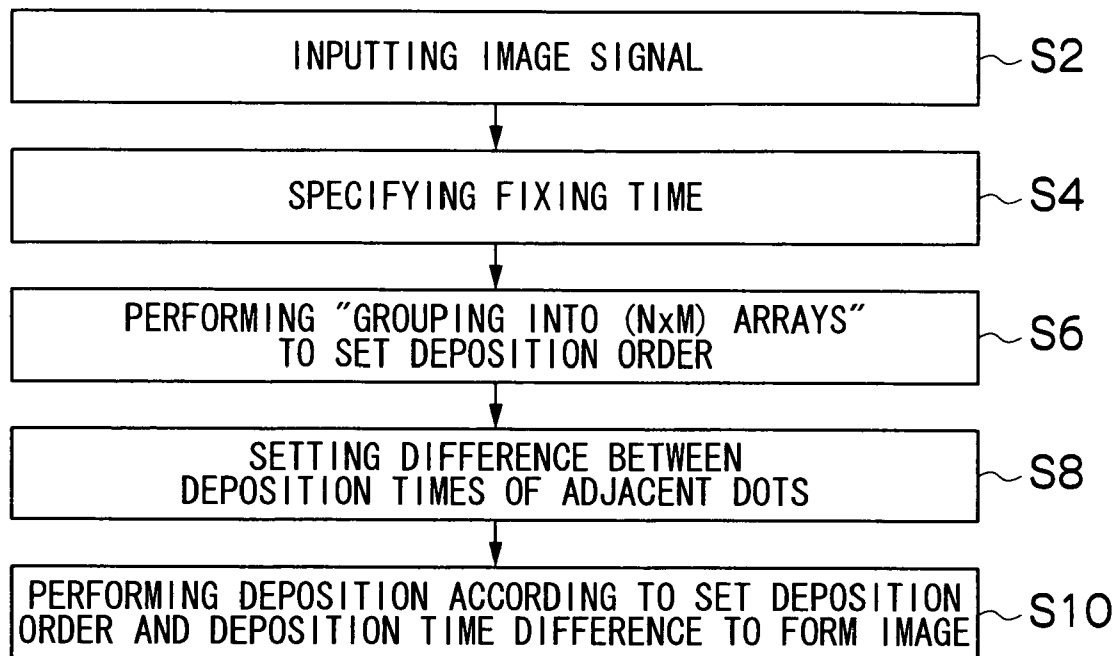 INPUTTING IMAGE SIGNAL
S2
SPECIFYING FIXING TIME
S4
PERFORMING "GROUPING INTO (NxM) ARRAYS"
TO SET DEPOSITION ORDER
S6
SETTING DIFFERENCE BETWEEN
DEPOSITION TIMES OF ADJACENT DOTS
S8
PERFORMING DEPOSITION ACCORDING TO SET DEPOSITION
ORDER AND DEPOSITION TIME DIFFERENCE TO FORM IMAGE
S10